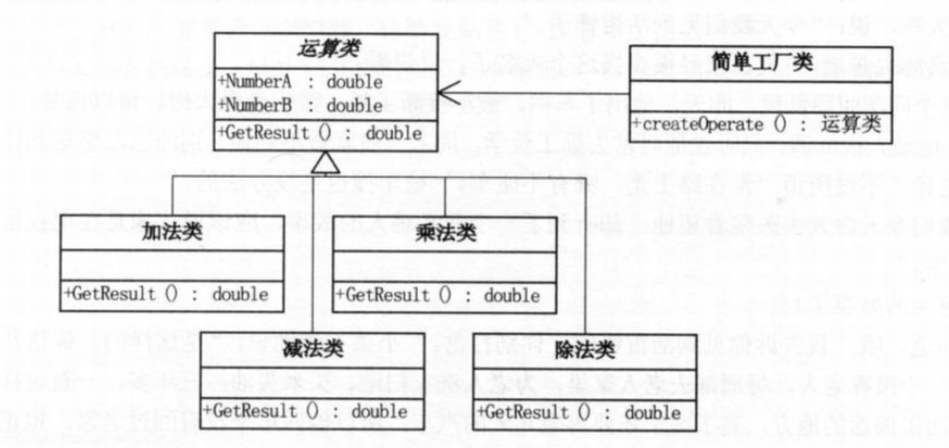 运算类
+NumberA : double
+NumberB : double
+GetResult () : double
简单工厂类
+createOperate () : 运算类
加法类
+GetResult () : double
乘法类
+GetResult () : double
减法类
+GetResult () : double
除法类
+GetResult () : double